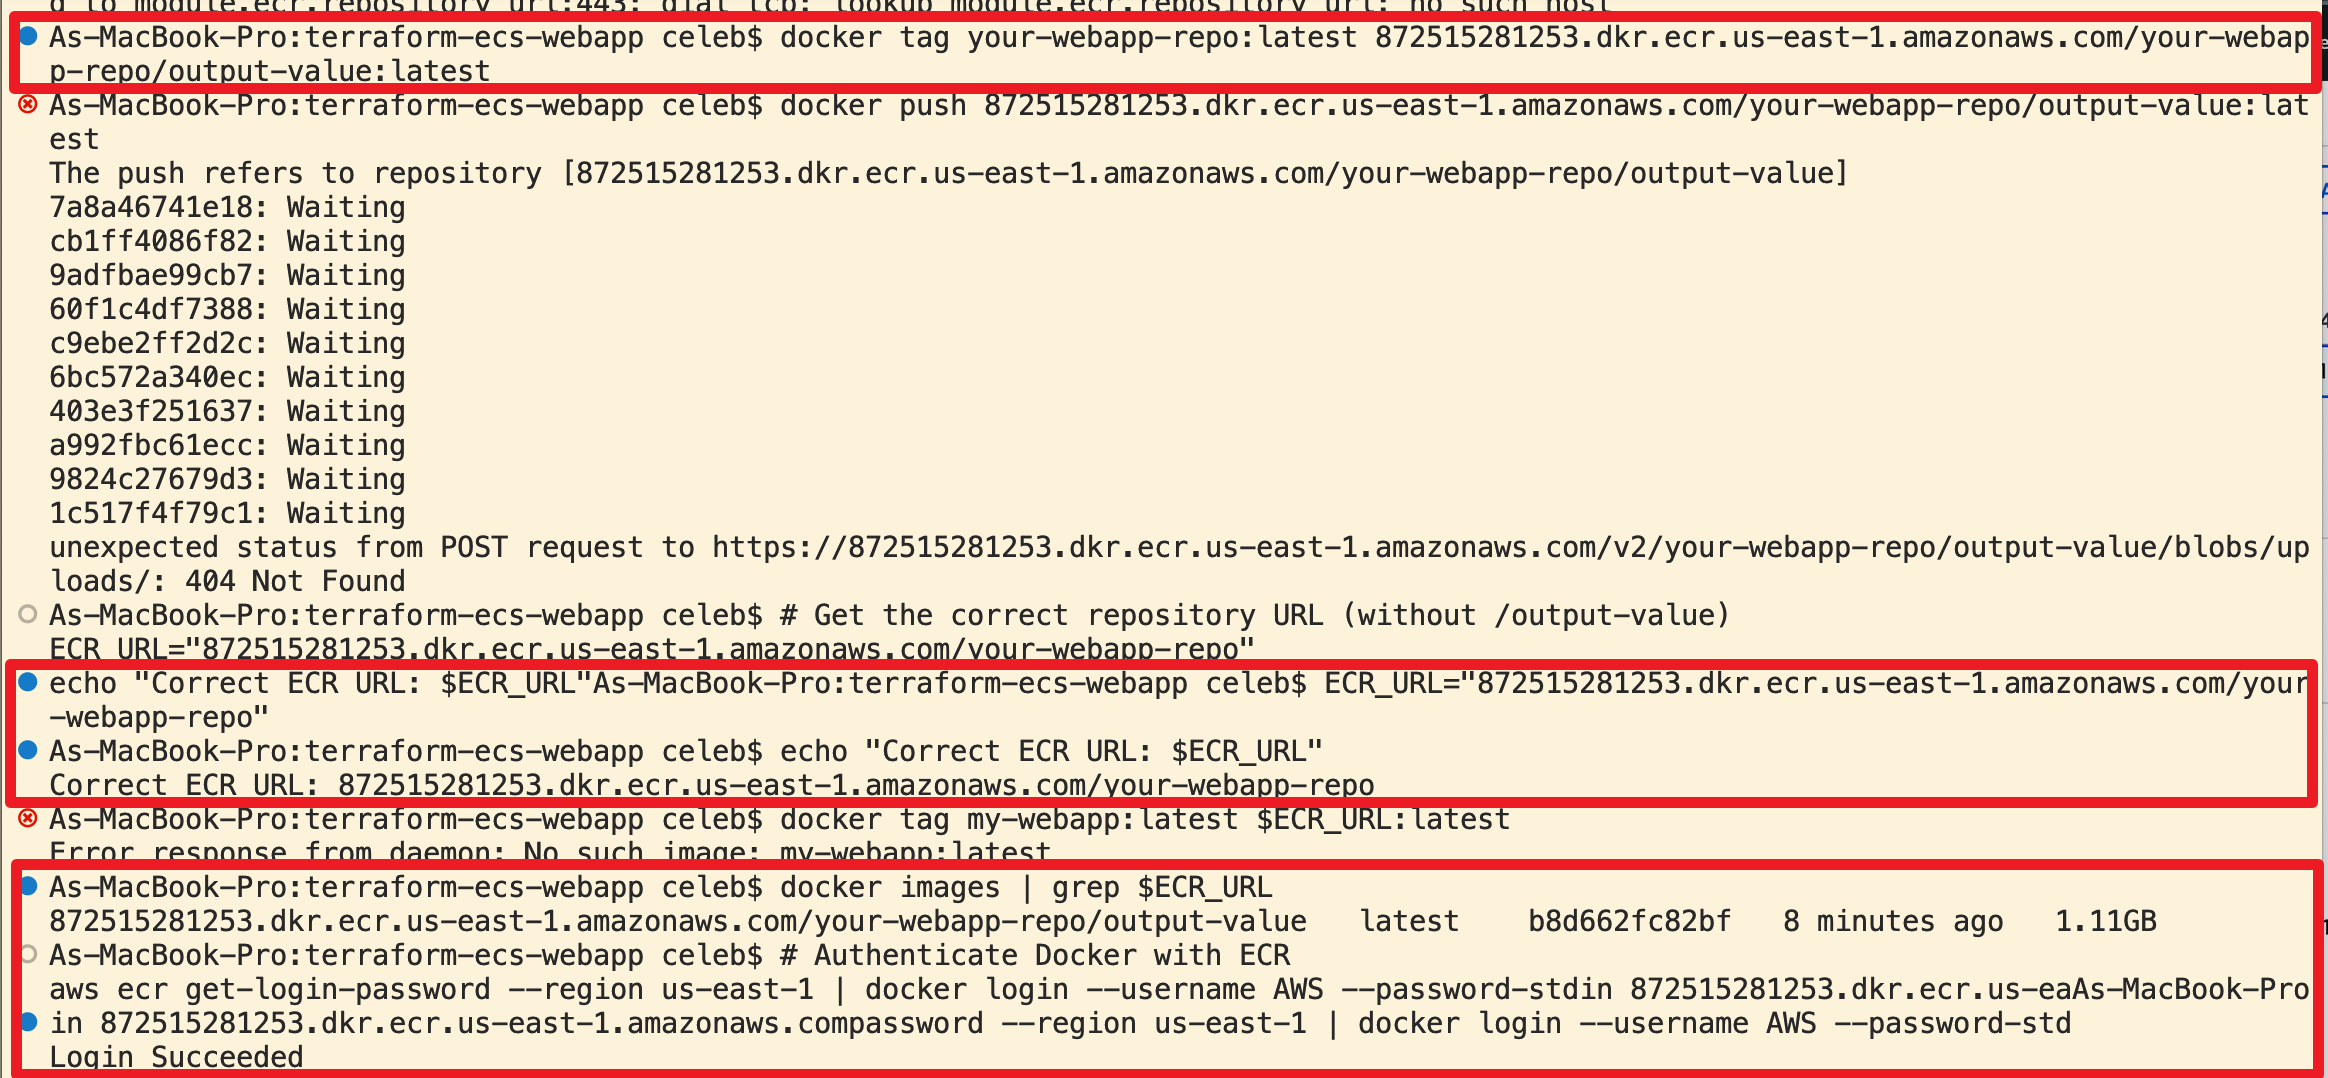 d to module.ecr.repository_url:443: dial tcp: lookup module.ecr.repository_url: no such host
As-MacBook-Pro:terraform-ecs-webapp celeb$ docker tag your-webapp-repo:latest 872515281253.dkr.ecr.us-east-1.amazonaws.com/your-webap
p-repo/output-value:latest
As-MacBook-Pro:terraform-ecs-webapp celeb$ docker push 872515281253.dkr.ecr.us-east-1.amazonaws.com/your-webapp-repo/output-value:lat
est
The push refers to repository [872515281253.dkr.ecr.us-east-1.amazonaws.com/your-webapp-repo/output-value]
7a8a46741e18: Waiting
cb1ff4086f82: Waiting
9adfbae99cb7: Waiting
60f1c4df7388: Waiting
c9ebe2ff2d2c: Waiting
6bc572a340ec: Waiting
403e3f251637: Waiting
a992fbc61ecc: Waiting
9824c27679d3: Waiting
1c517f4f79c1: Waiting
unexpected status from POST request to https://872515281253.dkr.ecr.us-east-1.amazonaws.com/v2/your-webapp-repo/output-value/blobs/up
loads/: 404 Not Found
As-MacBook-Pro:terraform-ecs-webapp celeb$ # Get the correct repository URL (without /output-value)
ECR_URL="872515281253.dkr.ecr.us-east-1.amazonaws.com/your-webapp-repo"
echo "Correct ECR URL: $ECR_URL"As-MacBook-Pro:terraform-ecs-webapp celeb$ ECR_URL="872515281253.dkr.ecr.us-east-1.amazonaws.com/your
-webapp-repo"
As-MacBook-Pro:terraform-ecs-webapp celeb$ echo "Correct ECR URL: $ECR_URL"
Correct ECR URL: 872515281253.dkr.ecr.us-east-1.amazonaws.com/your-webapp-repo
As-MacBook-Pro:terraform-ecs-webapp celeb$ docker tag my-webapp:latest $ECR_URL:latest
Error response from daemon: No such image: my-webapp:latest
As-MacBook-Pro:terraform-ecs-webapp celeb$ docker images | grep $ECR_URL
872515281253.dkr.ecr.us-east-1.amazonaws.com/your-webapp-repo/output-value   latest    b8d662fc82bf   8 minutes ago   1.11GB
As-MacBook-Pro:terraform-ecs-webapp celeb$ # Authenticate Docker with ECR
aws ecr get-login-password --region us-east-1 | docker login --username AWS --password-stdin 872515281253.dkr.ecr.us-eaAs-MacBook-Pro
in 872515281253.dkr.ecr.us-east-1.amazonaws.compassword --region us-east-1 | docker login --username AWS --password-std
Login Succeeded